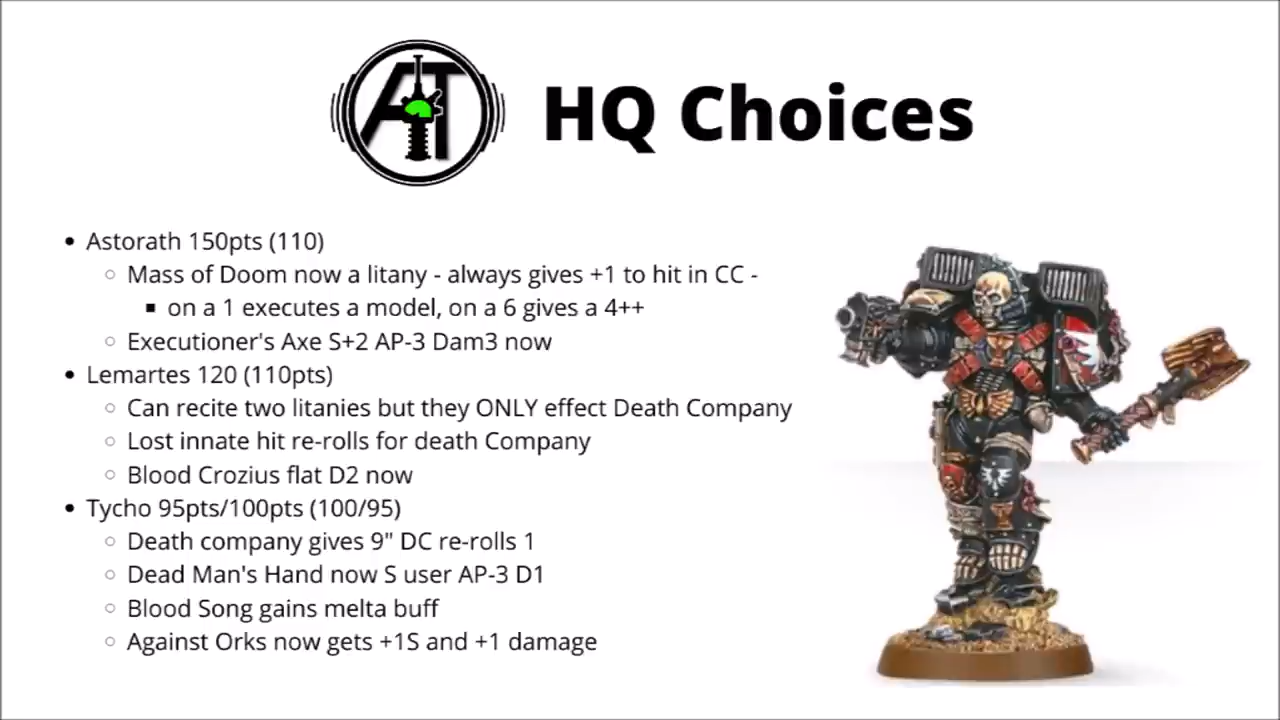 AT
HQ Choices
• Astorath 150pts (110)
○ Mass of Doom now a litany - always gives +1 to hit in CC -
▪ on a 1 executes a model, on a 6 gives a 4++
○ Executioner's Axe S+2 AP-3 Dam3 now
• Lemartes 120 (110pts)
○ Can recite two litanies but they ONLY effect Death Company
○ Lost innate hit re-rolls for death Company
○ Blood Crozius flat D2 now
• Tycho 95pts/100pts (100/95)
○ Death company gives 9" DC re-rolls 1
○ Dead Man's Hand now S user AP-3 D1
○ Blood Song gains melta buff
○ Against Orks now gets +1S and +1 damage